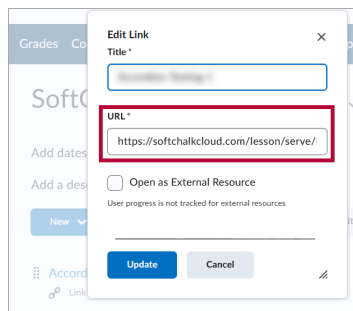 Edit Link
Grades Co
Title *
SoftC
URL *
https://softchalkcloud.com/lesson/serve/
Add dates
Open as External Resource
Add a des
User progress is not tracked for external resources
New
Update Cancel
Accord
Link